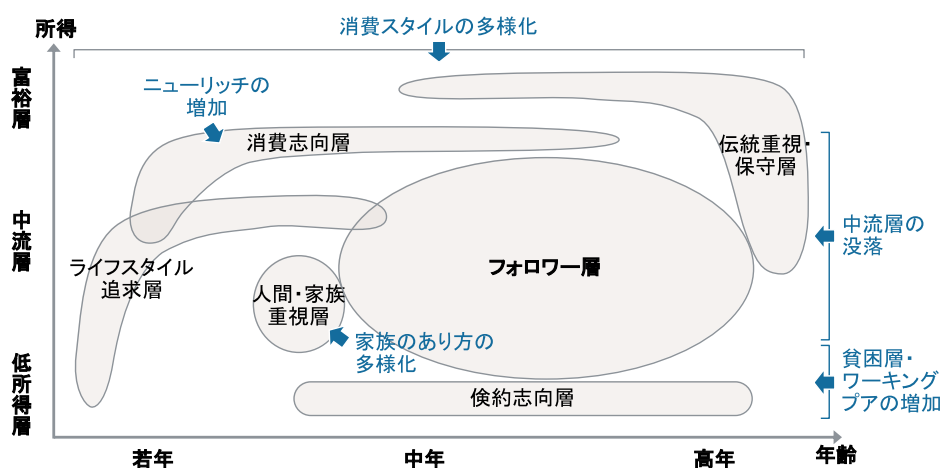 消費スタイルの多様化
所得
富裕層
ニューリッチの
増加
消費志向層
伝統重視・
保守層
中流層
中流層の
没落
ライフスタイル
追求層
フォロワー層
人間・家族
重視層
家族のあり方の
多様化
低所得層
貧困層・
ワーキング
プアの増加
倹約志向層
若年
中年
高年
年齢